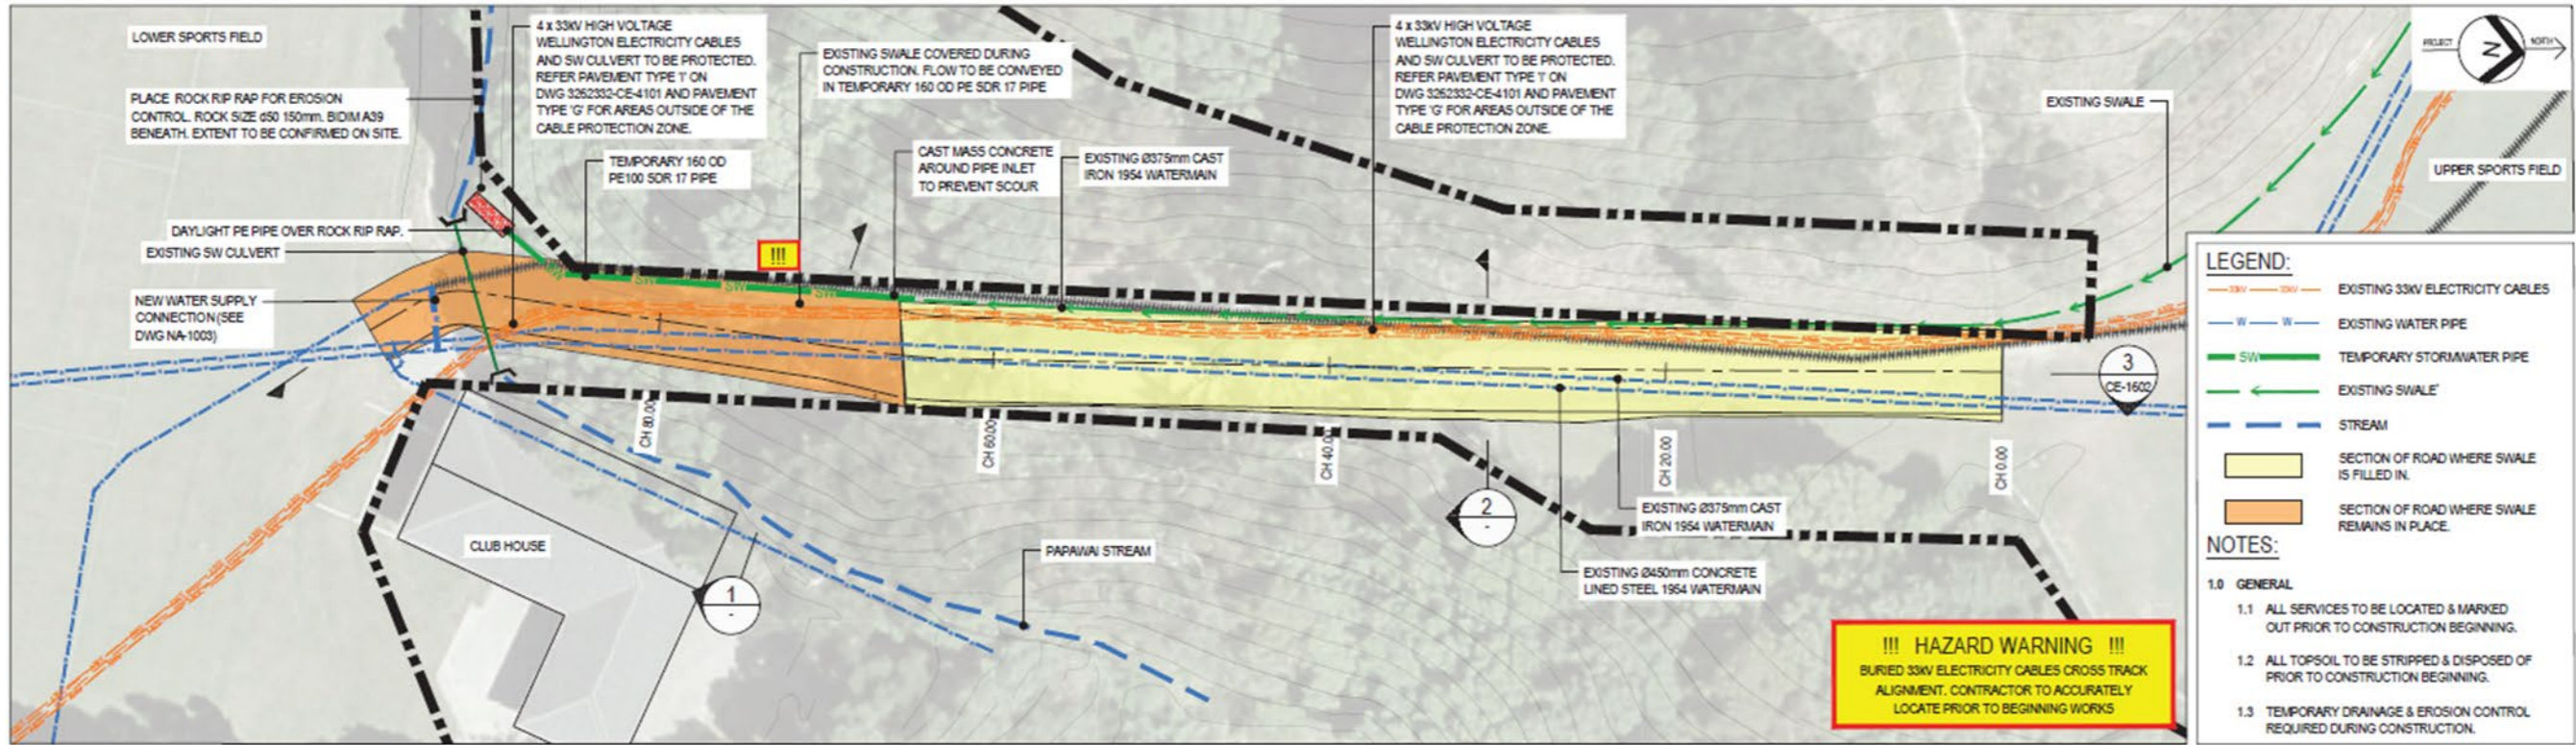 LOWER SPORTS FIELD
PLACE ROCK RIP RAP FOR EROSION
CONTROL. ROCK SIZE d50 150mm. BIDIM A39
BENEATH. EXTENT TO BE CONFIRMED ON SITE.
4 x 33kV HIGH VOLTAGE
WELLINGTON ELECTRICITY CABLES
AND SW CULVERT TO BE PROTECTED.
REFER PAVEMENT TYPE 'I' ON
DWG 3262332-CE-4101 AND PAVEMENT
TYPE 'G' FOR AREAS OUTSIDE OF THE
CABLE PROTECTION ZONE.
EXISTING SWALE COVERED DURING
CONSTRUCTION. FLOW TO BE CONVEYED
IN TEMPORARY 160 OD PE SDR 17 PIPE
TEMPORARY 160 OD
PE100 SDR 17 PIPE
CAST MASS CONCRETE
AROUND PIPE INLET
TO PREVENT SCOUR
EXISTING Ø375mm CAST
IRON 1954 WATERMAIN
4 x 33kV HIGH VOLTAGE
WELLINGTON ELECTRICITY CABLES
AND SW CULVERT TO BE PROTECTED.
REFER PAVEMENT TYPE 'I' ON
DWG 3262332-CE-4101 AND PAVEMENT
TYPE 'G' FOR AREAS OUTSIDE OF THE
CABLE PROTECTION ZONE.
EXISTING SWALE
PROJECT
N
NORTH
UPPER SPORTS FIELD
DAYLIGHT PE PIPE OVER ROCK RIP RAP.
EXISTING SW CULVERT
NEW WATER SUPPLY
CONNECTION (SEE
DWG NA-1003)
!!!
SW
SW
SW
SW
CH 80.00
CH 60.00
CH 40.00
CH 20.00
CH 0.00
3
CE-1602
2
-
1
-
CLUB HOUSE
PAPAWAI STREAM
EXISTING Ø375mm CAST
IRON 1954 WATERMAIN
EXISTING Ø450mm CONCRETE
LINED STEEL 1954 WATERMAIN
!!! HAZARD WARNING !!!
BURIED 33kV ELECTRICITY CABLES CROSS TRACK
ALIGNMENT. CONTRACTOR TO ACCURATELY
LOCATE PRIOR TO BEGINNING WORKS
LEGEND:
33kV 33kV EXISTING 33kV ELECTRICITY CABLES
W W EXISTING WATER PIPE
SW TEMPORARY STORMWATER PIPE
EXISTING SWALE'
STREAM
SECTION OF ROAD WHERE SWALE
IS FILLED IN.
SECTION OF ROAD WHERE SWALE
REMAINS IN PLACE.
NOTES:
1.0 GENERAL
1.1 ALL SERVICES TO BE LOCATED & MARKED
OUT PRIOR TO CONSTRUCTION BEGINNING.
1.2 ALL TOPSOIL TO BE STRIPPED & DISPOSED OF
PRIOR TO CONSTRUCTION BEGINNING.
1.3 TEMPORARY DRAINAGE & EROSION CONTROL
REQUIRED DURING CONSTRUCTION.